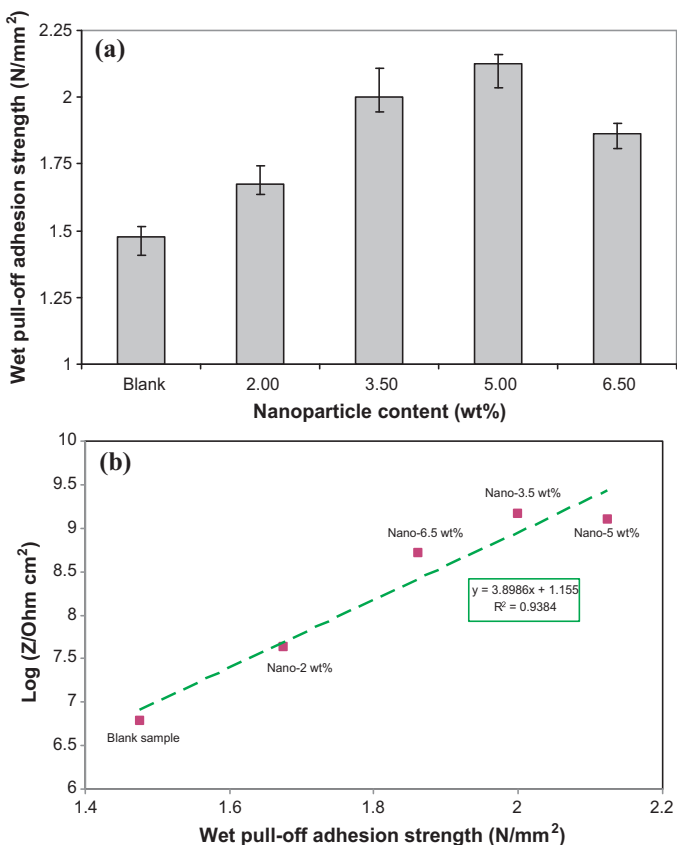 (a)
Wet pull-off adhesion strength (N/mm²)
2.25
2
1.75
1.5
1.25
1
Blank 2.00 3.50 5.00 6.50
Nanoparticle content (wt%)
(b)
Log (Z/Ohm cm²)
10
9.5
9
8.5
8
7.5
7
6.5
6
Nano-3.5 wt%
Nano-6.5 wt%
Nano-5 wt%
y = 3.8986x + 1.155
R² = 0.9384
Nano-2 wt%
Blank sample
1.4 1.6 1.8 2 2.2
Wet pull-off adhesion strength (N/mm²)